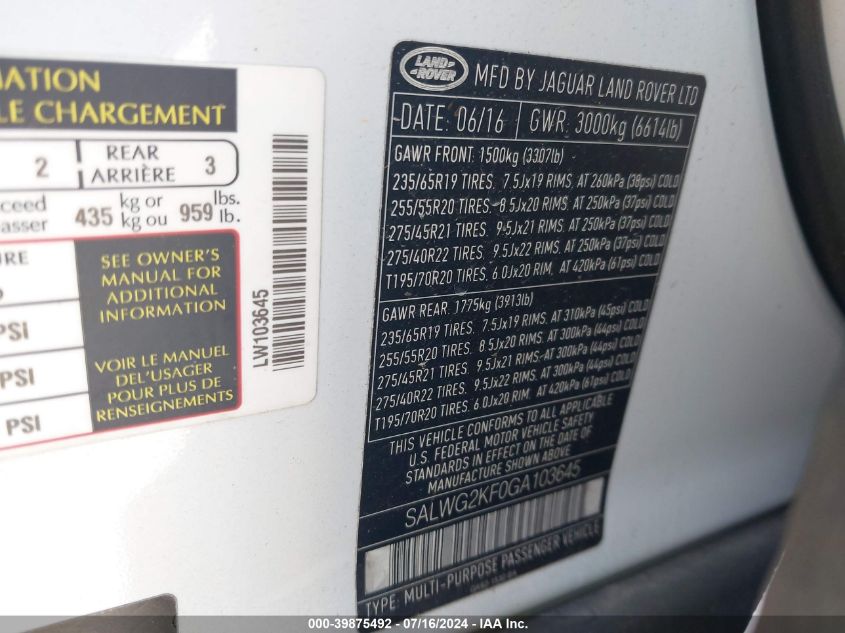 MATION
LE CHARGEMENT
2 REAR ARRIÈRE 3
xceed
passer 435 kg or kg ou 959 lbs. lb.
URE
PSI
PSI
PSI
SEE OWNER'S
MANUAL FOR
ADDITIONAL
INFORMATION
VOIR LE MANUEL
DEL'USAGER
POUR PLUS DE
RENSEIGNEMENTS
LW103645
LAND ROVER
MFD BY JAGUAR LAND ROVER LTD
DATE: 06/16 GWR: 3000kg (6614lb)
GAWR FRONT: 1500kg (3307lb)
235/65R19 TIRES. 7.5Jx19 RIMS. AT 260kPa (38psi) COLD
255/55R20 TIRES. 8.5Jx20 RIMS. AT 250kPa (37psi) COLD
275/45R21 TIRES. 9.5Jx21 RIMS. AT 250kPa (37psi) COLD
275/40R22 TIRES. 9.5Jx22 RIMS. AT 250kPa (37psi) COLD
T195/70R20 TIRES. 6.0Jx20 RIM. AT 420kPa (61psi) COLD
GAWR REAR. 1775kg (3913lb)
235/65R19 TIRES. 7.5Jx19 RIMS. AT 310kPa (45psi) COLD
255/55R20 TIRES. 8.5Jx20 RIMS. AT 300kPa (44psi) COLD
275/45R21 TIRES. 9.5Jx21 RIMS. AT 300kPa (44psi) COLD
275/40R22 TIRES. 9.5Jx22 RIMS. AT 300kPa (44psi) COLD
T195/70R20 TIRES. 6.0Jx20 RIM. AT 420kPa (61psi) COLD
THIS VEHICLE CONFORMS TO ALL APPLICABLE
U.S. FEDERAL MOTOR VEHICLE SAFETY
STANDARDS IN EFFECT ON THE DATE OF
MANUFACTURE SHOWN ABOVE.
SALWG2KF0GA103645
TYPE: MULTI-PURPOSE PASSENGER VEHICLE
000-39875492 - 07/16/2024 - IAAI.com.